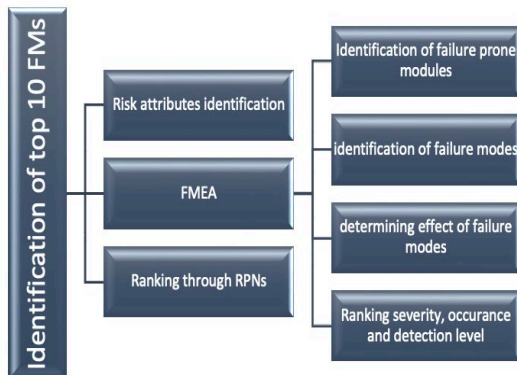 Identification of top 10 FMs
Risk attributes identification
FMEA
Ranking through RPNs
Identification of failure prone
modules
identification of failure modes
determining effect of failure
modes
Ranking severity, occurance
and detection level